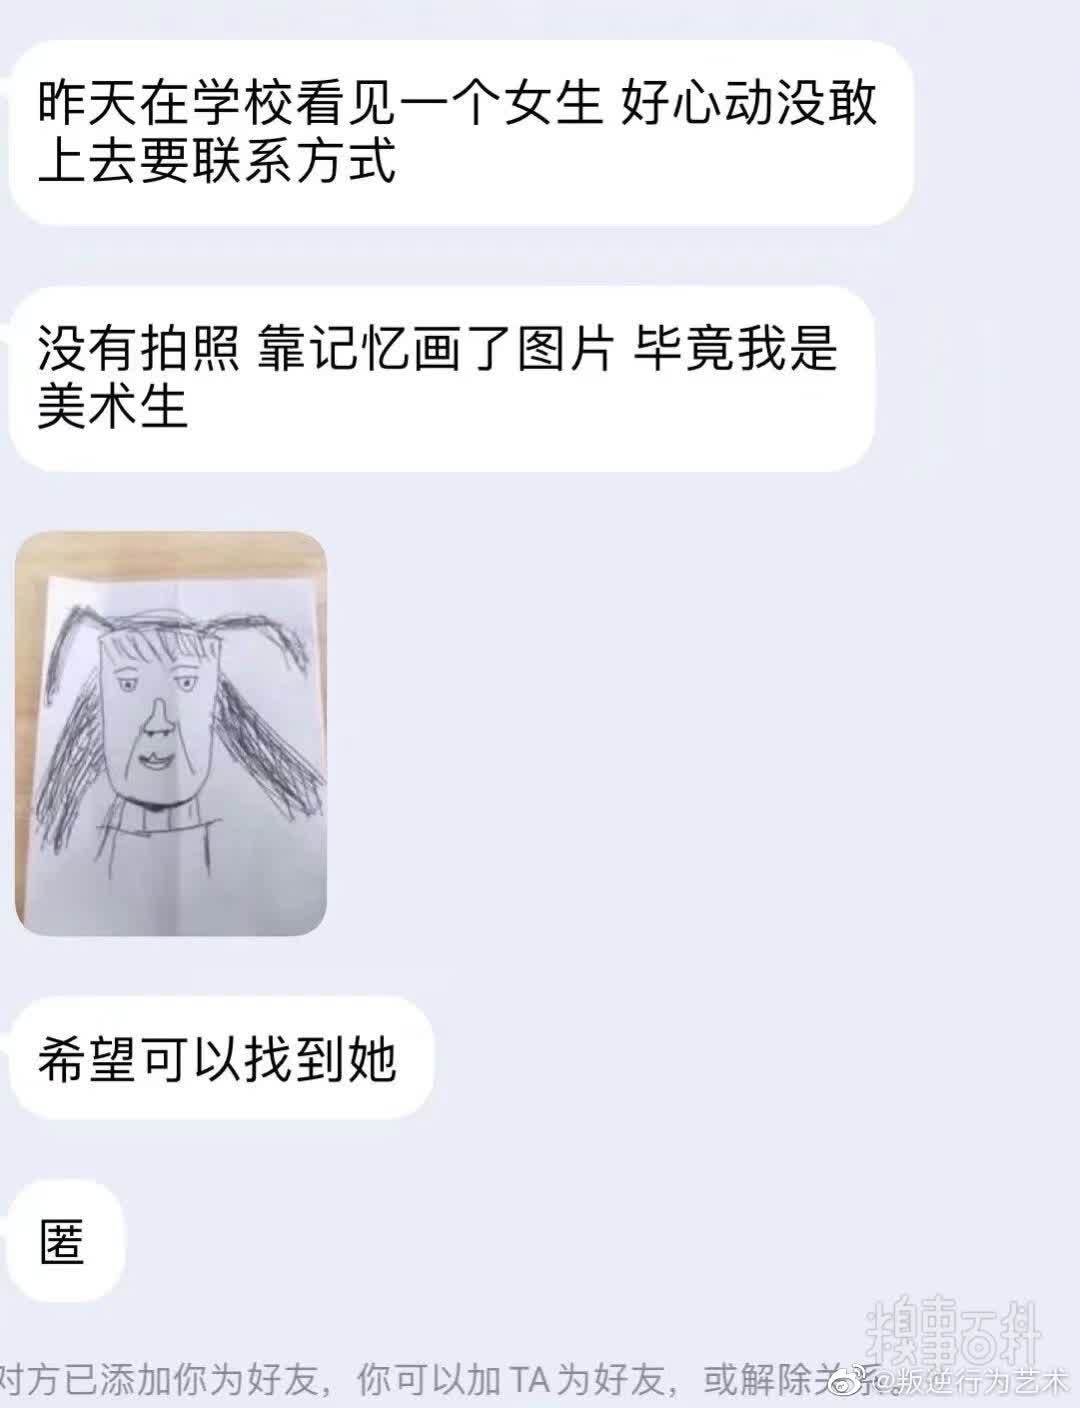 昨天在学校看见一个女生 好心动没敢
上去要联系方式
没有拍照 靠记忆画了图片 毕竟我是
美术生
希望可以找到她
匿
对方已添加你为好友，你可以加TA为好友，或解除关系。
糗事百科
@叛逆行为艺术